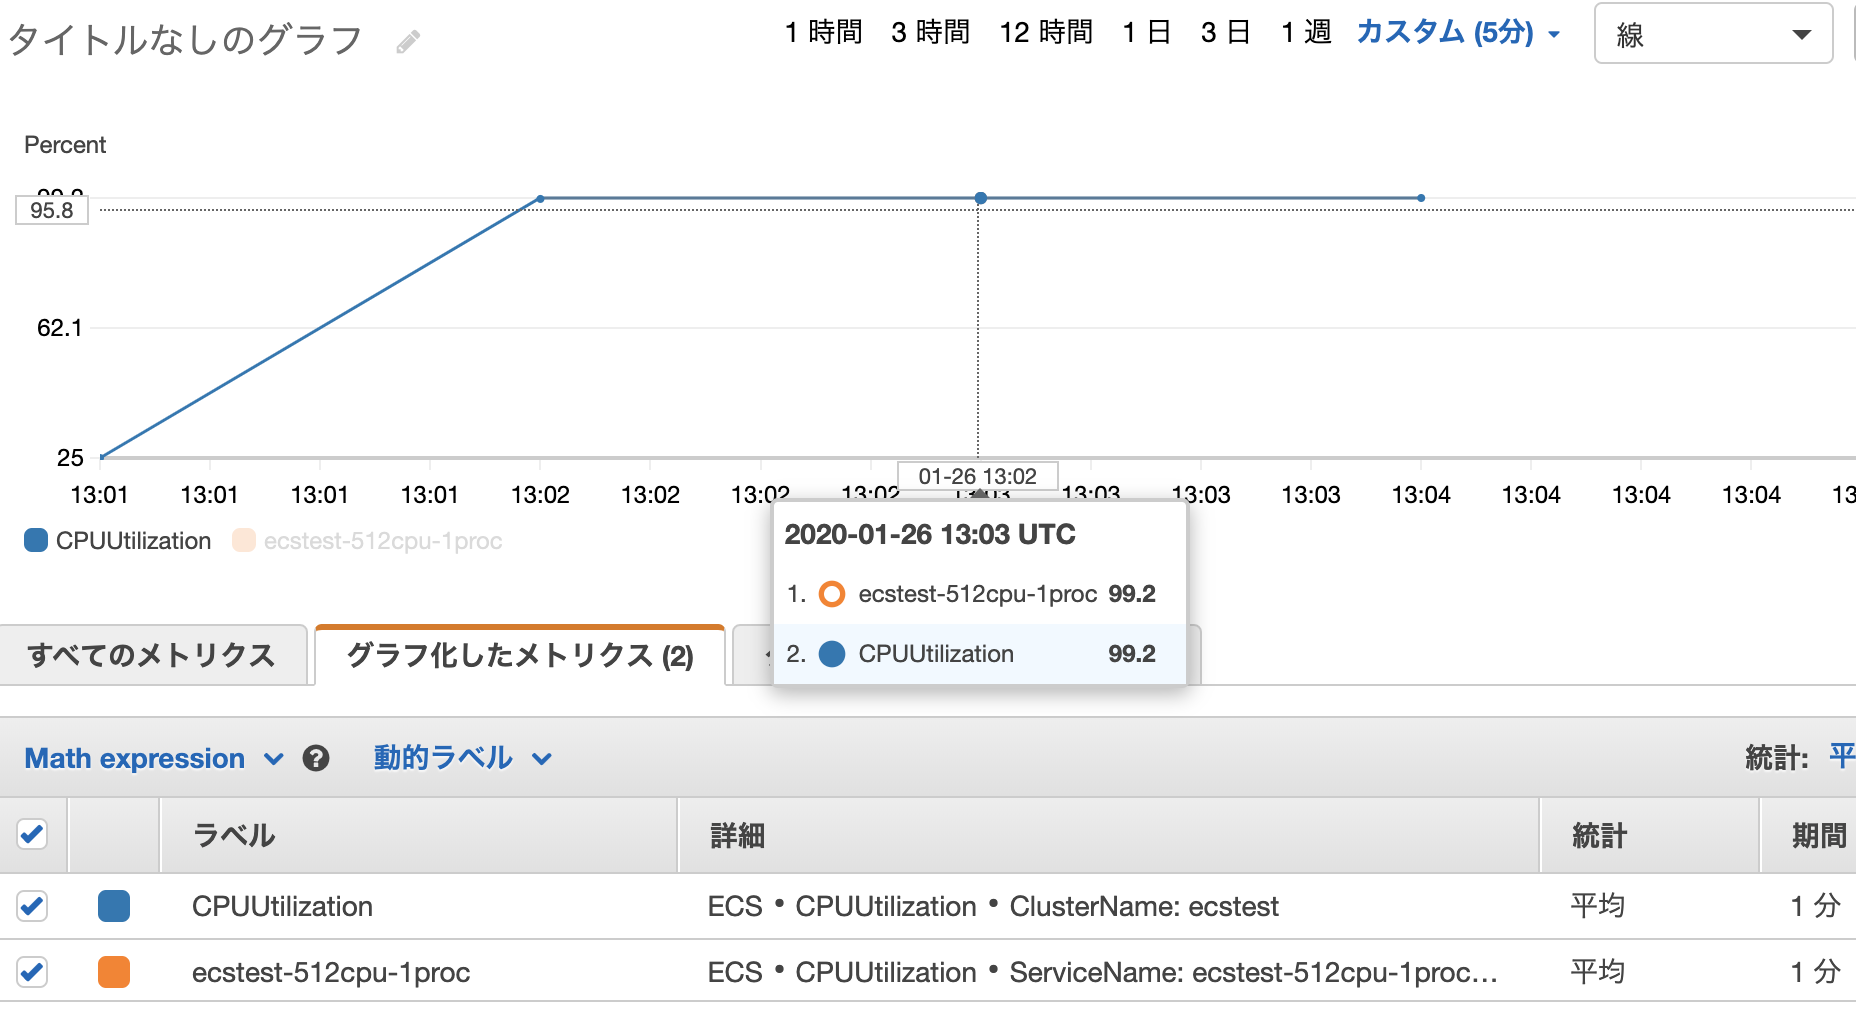 タイトルなしのグラフ
1 時間 3 時間 12 時間 1 日 3 日 1 週 カスタム (5分) 線
Percent
95.8
62.1
25
01-26 13:02
13:01 13:01 13:01 13:01 13:02 13:02 13:02 13:02 13:03 13:03 13:03 13:04 13:04 13:04 13:04
CPUUtilization ecstest-512cpu-1proc
2020-01-26 13:03 UTC
1. ecstest-512cpu-1proc 99.2
2. CPUUtilization 99.2
すべてのメトリクス グラフ化したメトリクス (2)
Math expression 動的ラベル 統計:
ラベル 詳細 統計 期間
CPUUtilization ECS • CPUUtilization • ClusterName: ecstest 平均 1 分
ecstest-512cpu-1proc ECS • CPUUtilization • ServiceName: ecstest-512cpu-1proc... 平均 1 分